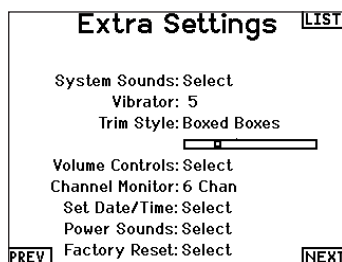 Extra Settings
LIST
System Sounds: Select
Vibrator: 5
Trim Style: Boxed Boxes
Volume Controls: Select
Channel Monitor: 6 Chan
Set Date/Time: Select
Power Sounds: Select
Factory Reset: Select
PREV
NEXT